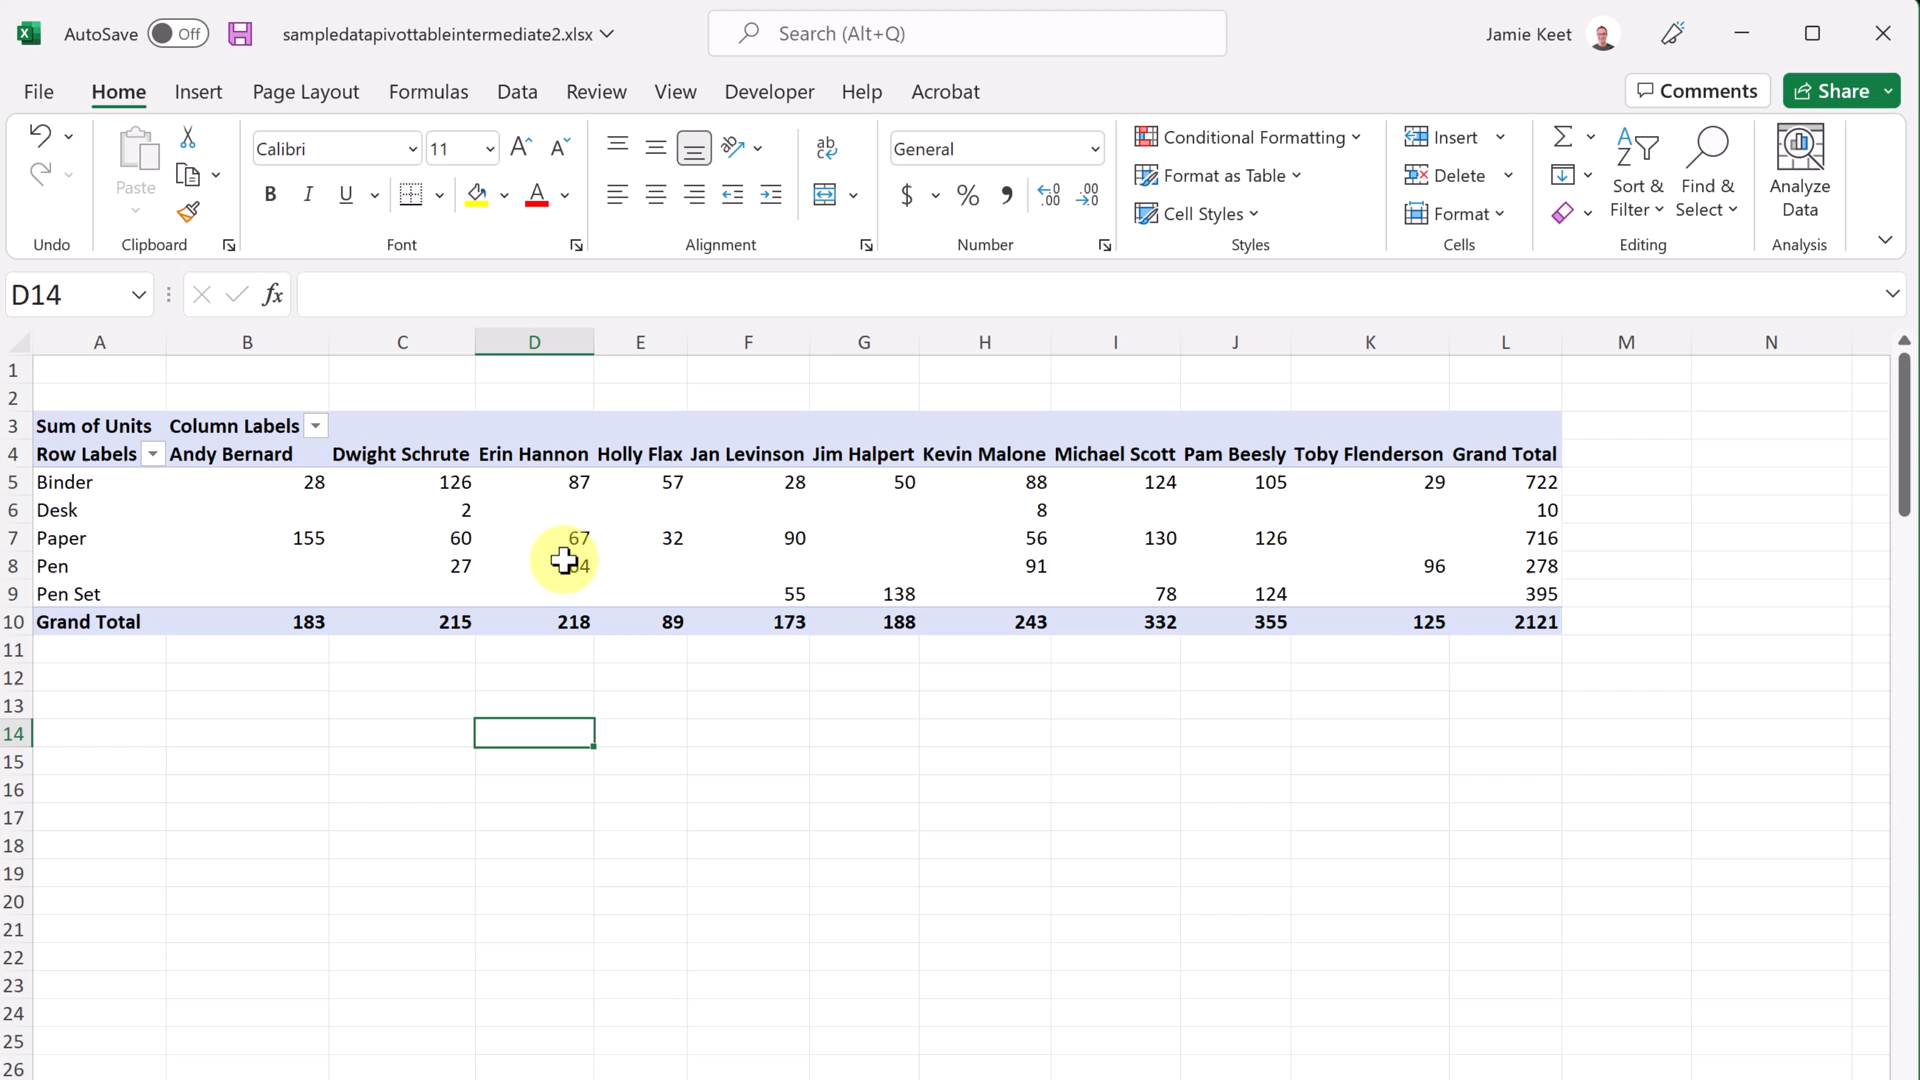 AutoSave Off sampledatapivottableintermediate2.xlsx Search (Alt+Q) Jamie Keet
File Home Insert Page Layout Formulas Data Review View Developer Help Acrobat Comments Share
Paste Calibri 11 General Conditional Formatting Insert
B I U $ % Format as Table Delete Sort & Filter Find & Select Analyze Data
Cell Styles Format
Undo Clipboard Font Alignment Number Styles Cells Editing Analysis
D14 fx
A B C D E F G H I J K L M N
1
2
3 Sum of Units Column Labels
4 Row Labels Andy Bernard Dwight Schrute Erin Hannon Holly Flax Jan Levinson Jim Halpert Kevin Malone Michael Scott Pam Beesly Toby Flenderson Grand Total
5 Binder 28 126 87 57 28 50 88 124 105 29 722
6 Desk 2 8 10
7 Paper 155 60 67 32 90 56 130 126 716
8 Pen 27 91 96 278
9 Pen Set 55 138 78 124 395
10 Grand Total 183 215 218 89 173 188 243 332 355 125 2121
11
12
13
14
15
16
17
18
19
20
21
22
23
24
25
26